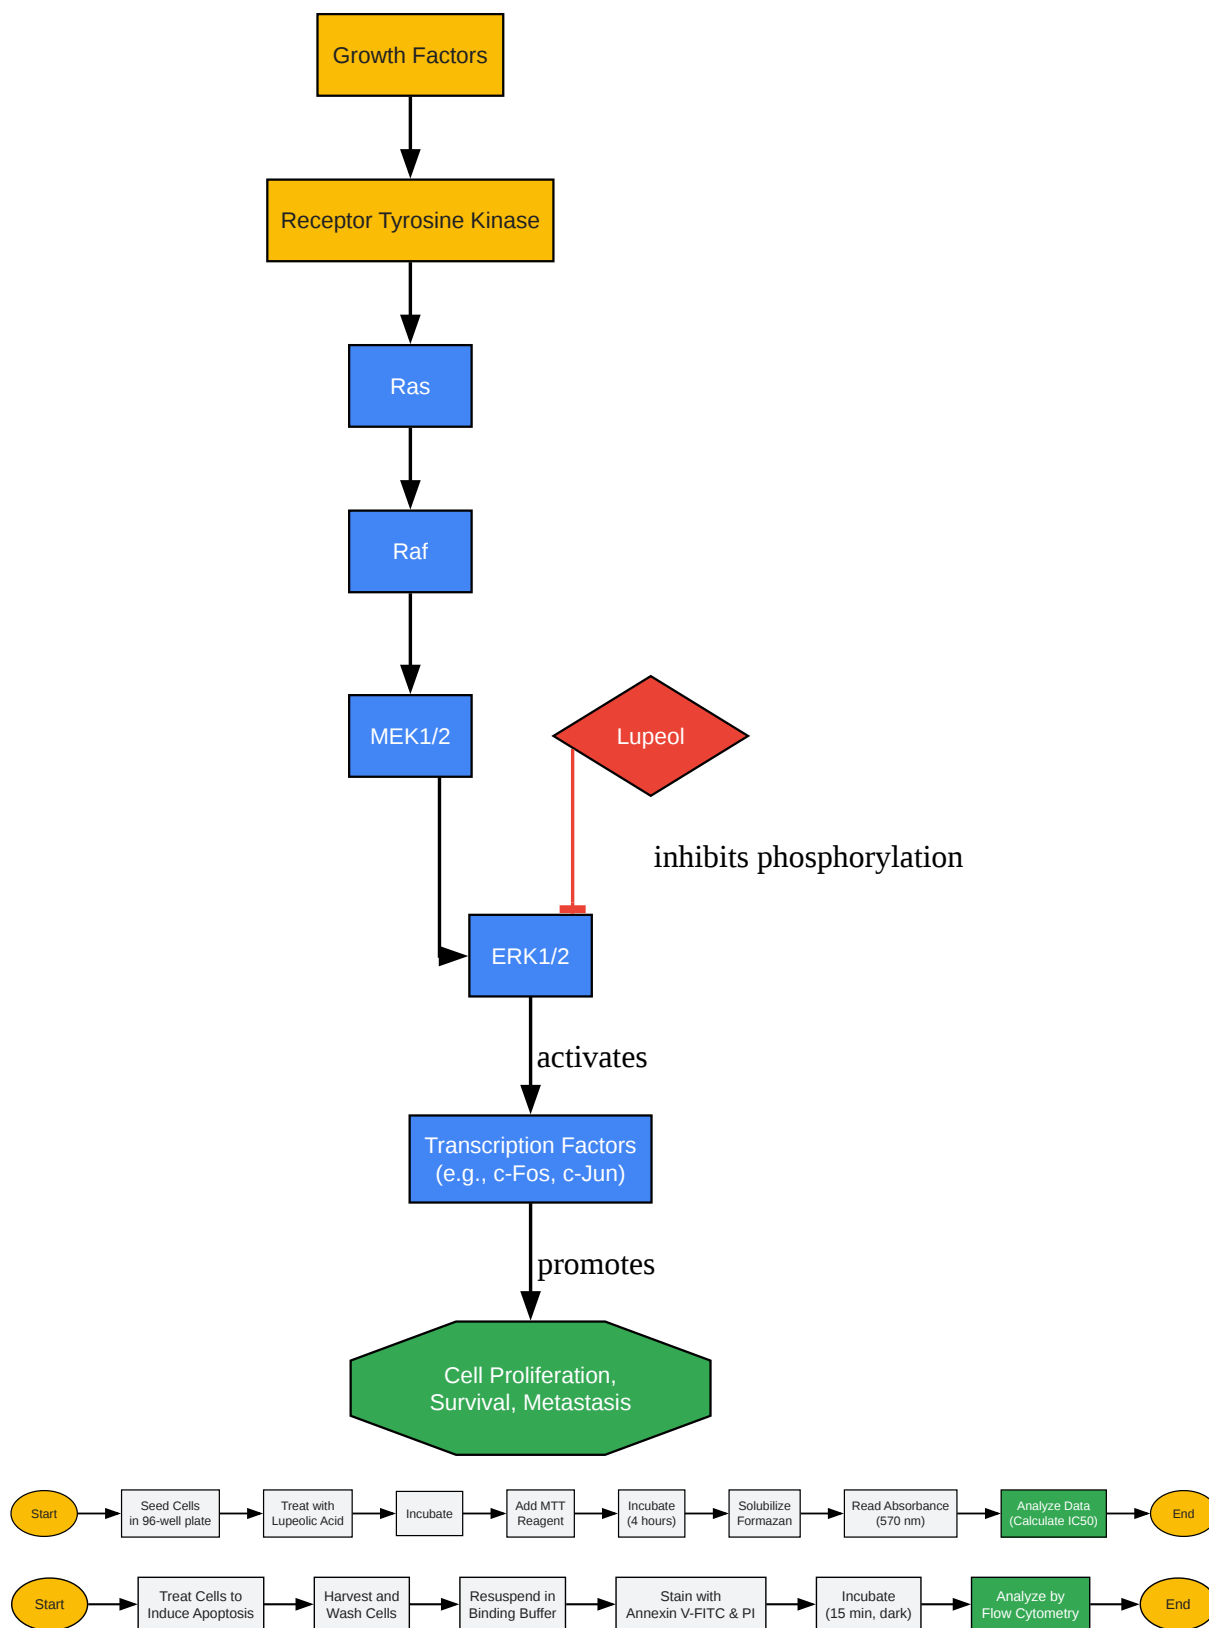 Growth Factors
Receptor Tyrosine Kinase
Ras
Raf
MEK1/2
Lupeol
inhibits phosphorylation
ERK1/2
activates
Transcription Factors
(e.g., c-Fos, c-Jun)
promotes
Cell Proliferation,
Survival, Metastasis
Start
Seed Cells
in 96-well plate
Treat with
Lupeolic Acid
Incubate
Add MTT
Reagent
Incubate
(4 hours)
Solubilize
Formazan
Read Absorbance
(570 nm)
Analyze Data
(Calculate IC50)
End
Start
Treat Cells to
Induce Apoptosis
Harvest and
Wash Cells
Resuspend in
Binding Buffer
Stain with
Annexin V-FITC & PI
Incubate
(15 min, dark)
Analyze by
Flow Cytometry
End